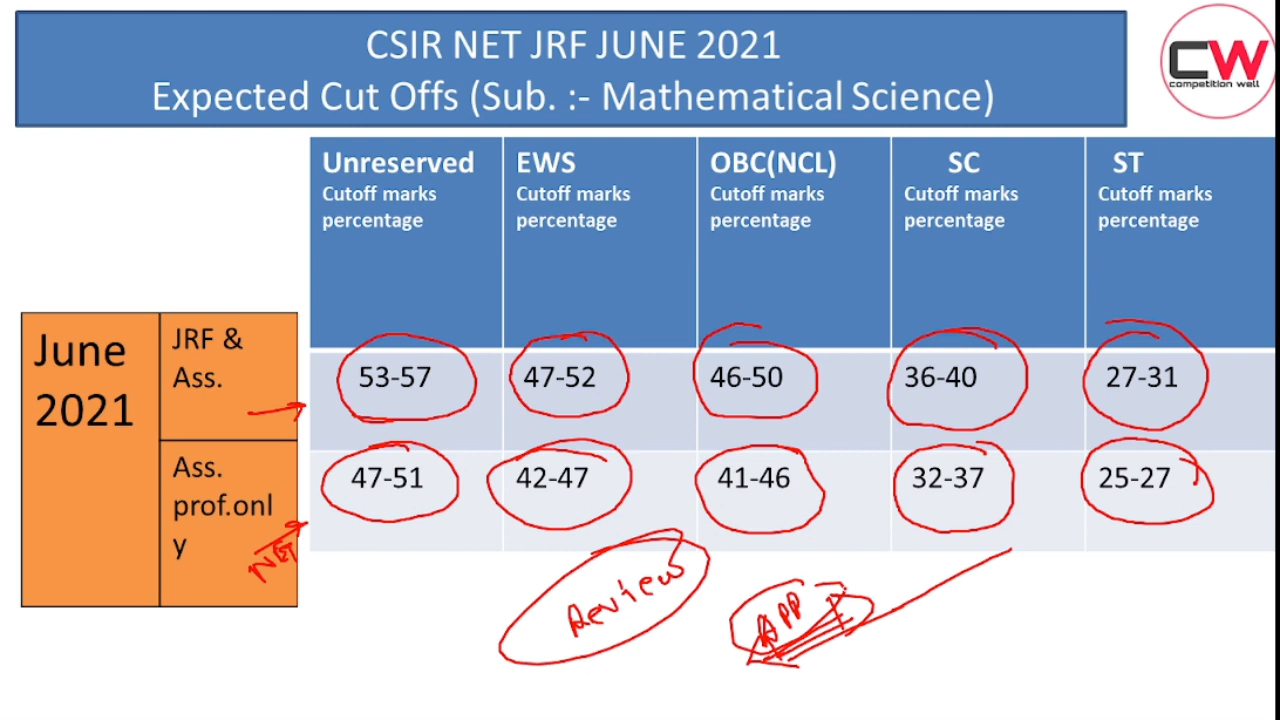 CSIR NET JRF JUNE 2021
Expected Cut Offs (Sub. :- Mathematical Science)
CW
competition well
Unreserved EWS OBC(NCL) SC ST
Cutoff marks Cutoff marks Cutoff marks Cutoff marks Cutoff marks
percentage percentage percentage percentage percentage
June
2021
JRF &
Ass.
53-57 47-52 46-50 36-40 27-31
Ass.
prof.onl
y
47-51 42-47 41-46 32-37 25-27
NET
Review
APP